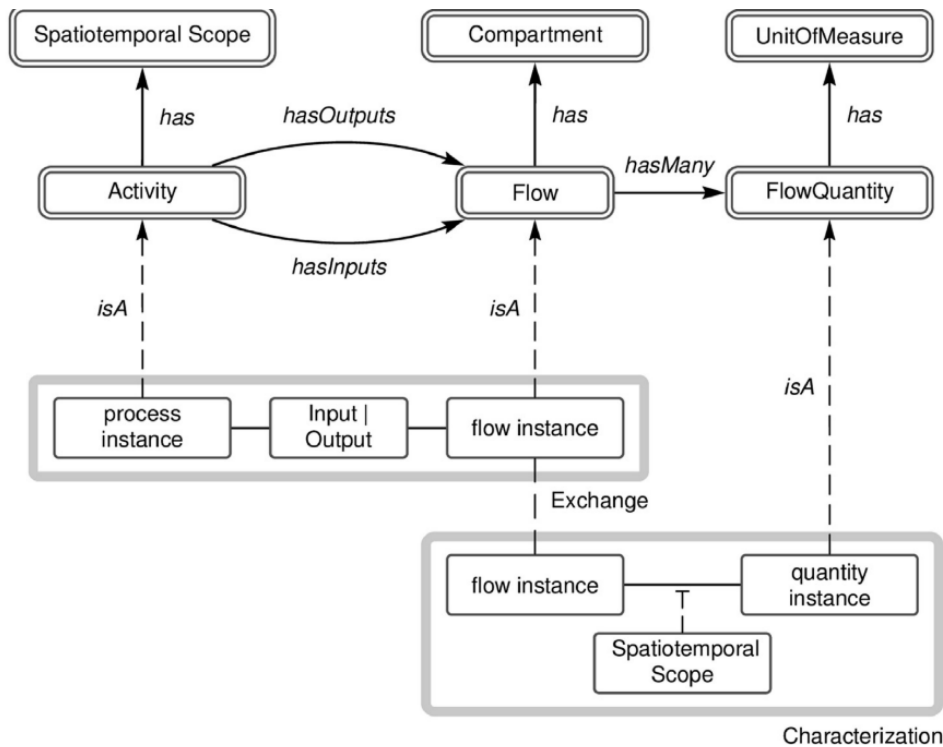 Spatiotemporal Scope
Compartment
UnitOfMeasure
has
hasOutputs
has
has
hasMany
Activity
Flow
FlowQuantity
hasInputs
isA
isA
isA
process
instance
Input |
Output
flow instance
Exchange
flow instance
quantity
instance
Spatiotemporal
Scope
Characterization